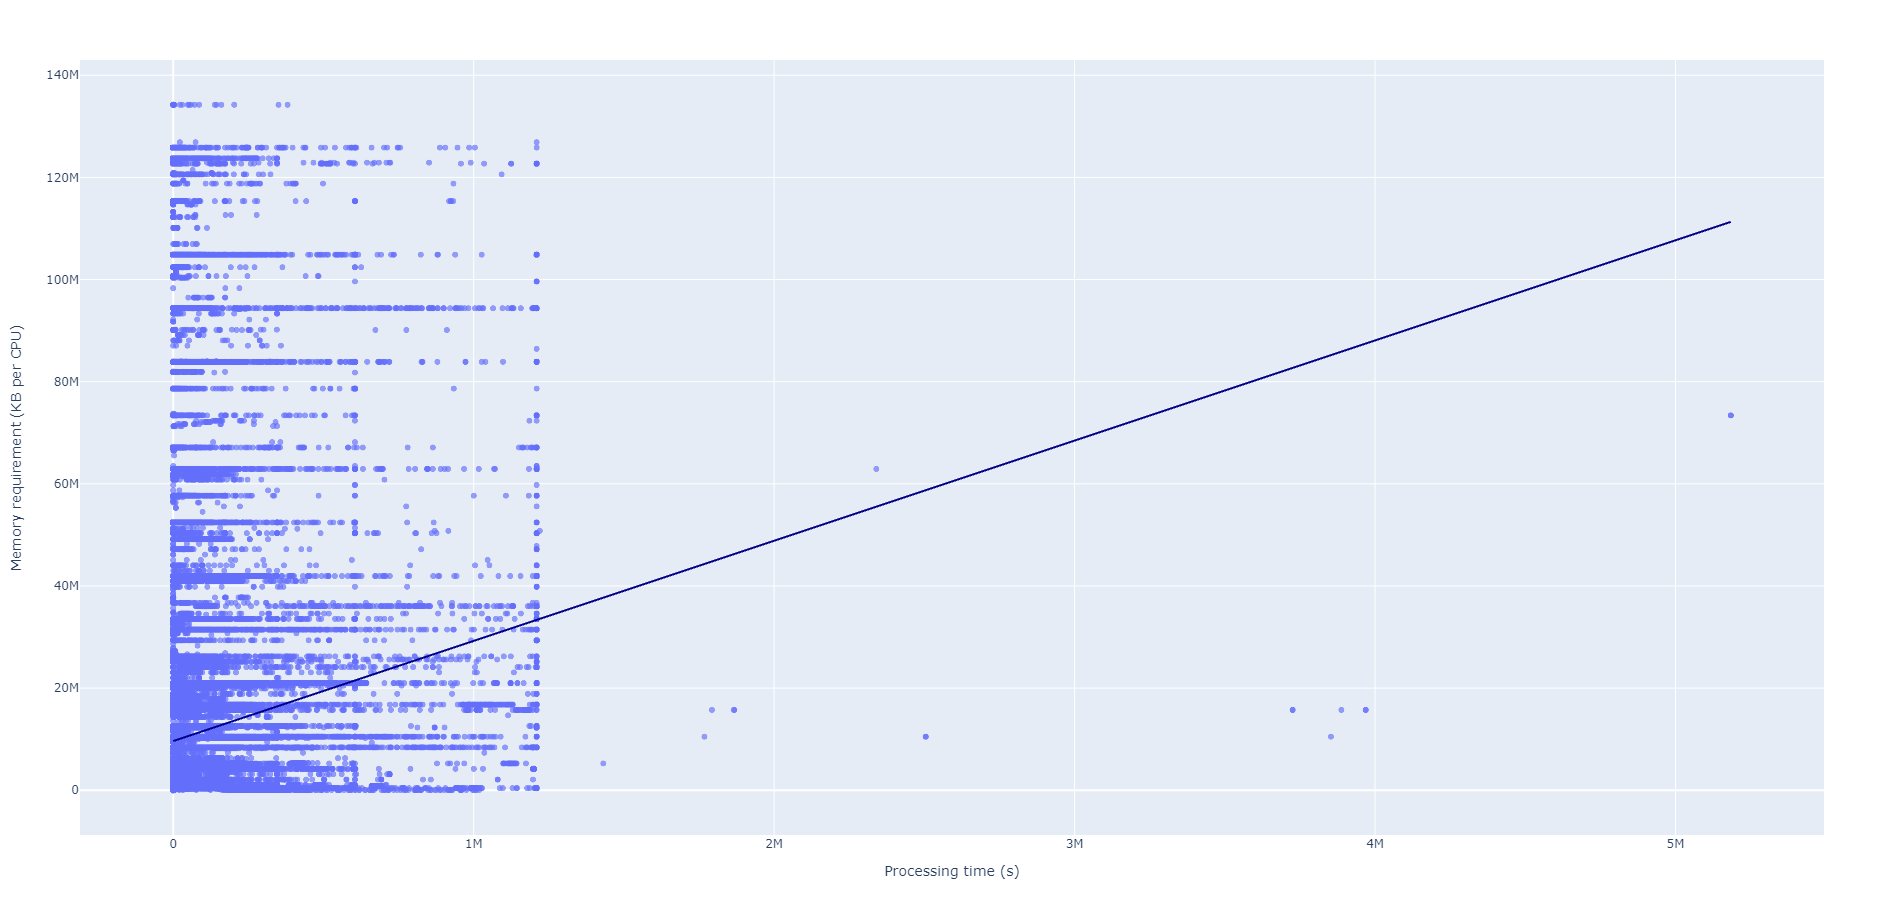 140M
120M
100M
80M
60M
40M
20M
0
Memory requirement (KB per CPU)
0
1M
2M
3M
4M
5M
Processing time (s)